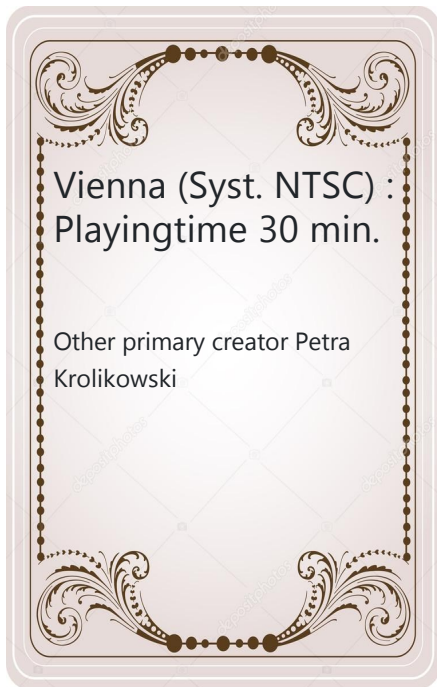 Vienna (Syst. NTSC) :
Playingtime 30 min.
Other primary creator Petra
Krolikowski